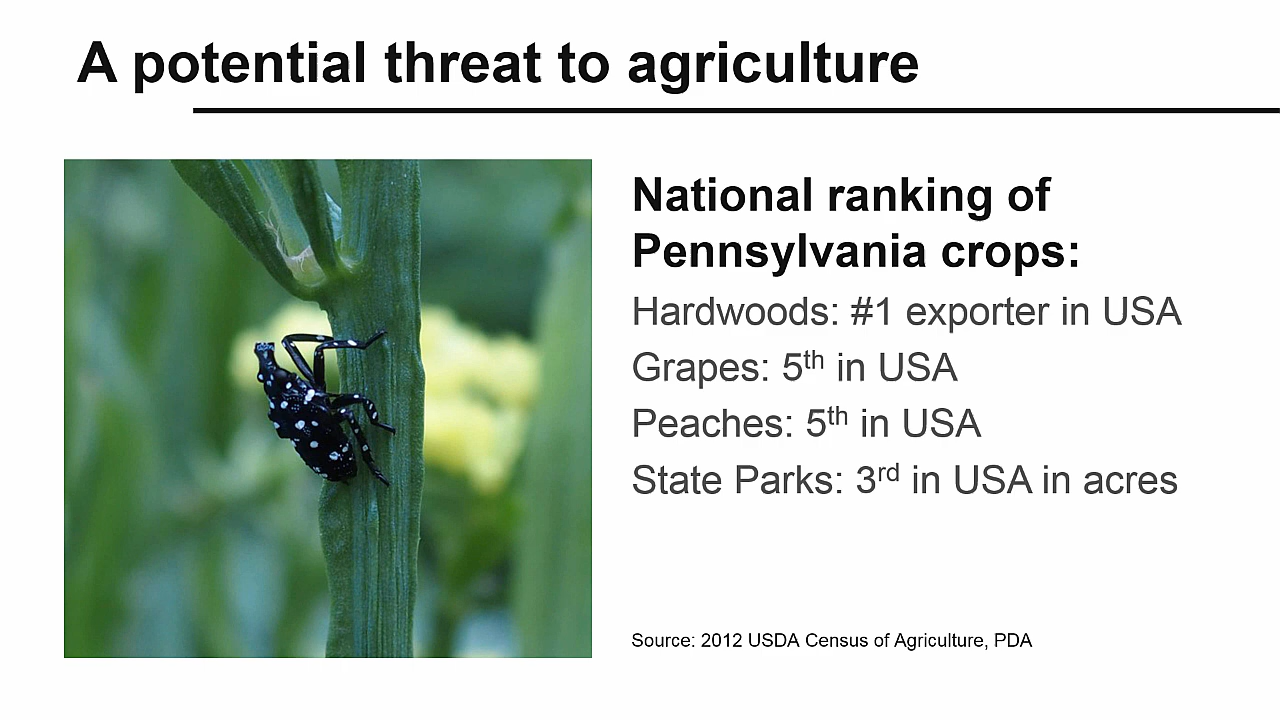 A potential threat to agriculture
National ranking of
Pennsylvania crops:
Hardwoods: #1 exporter in USA
Grapes: 5th in USA
Peaches: 5th in USA
State Parks: 3rd in USA in acres
Source: 2012 USDA Census of Agriculture, PDA